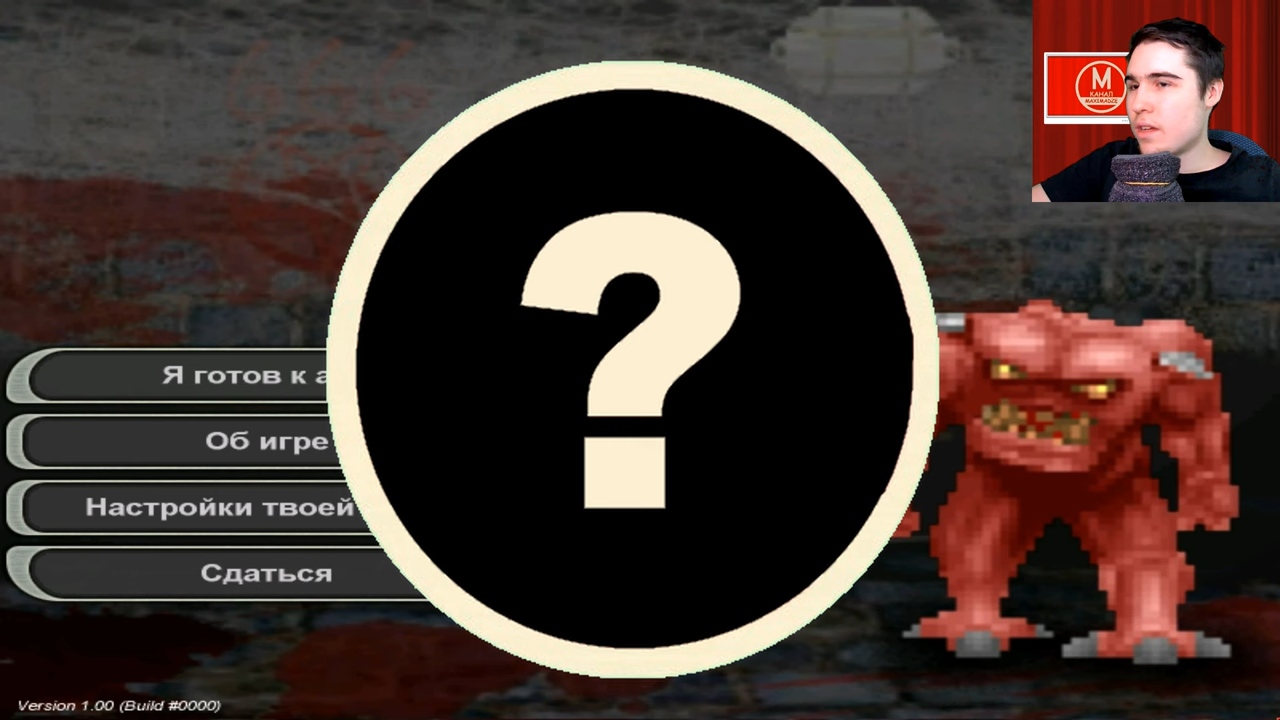 М
КАНАЛ
MAXIMADZE
Я готов к а
Об игре
?
Настройки твоей
Сдаться
Version 1.00 (Build #0000)